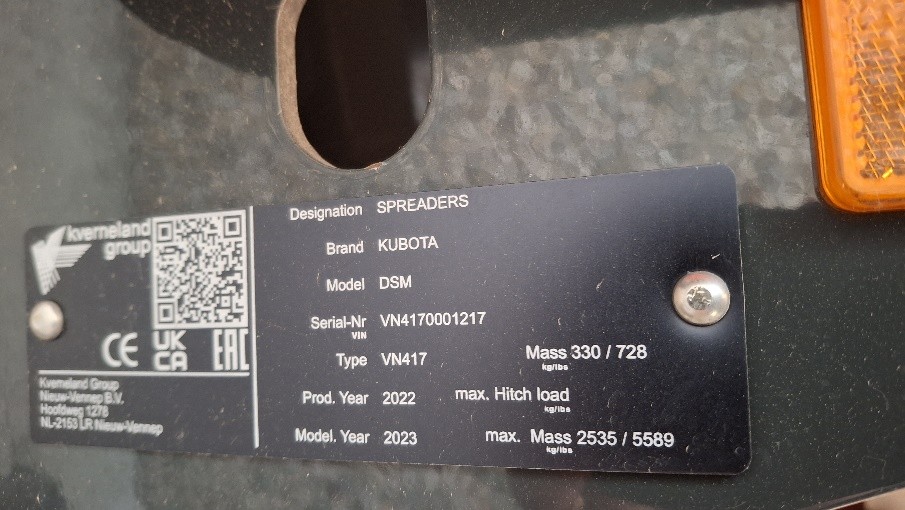 kverneland
group
CE
UK
CA
EAC
Kverneland Group
Nieuw-Vennep B.V.
Hoofdweg 1278
NL-2153 LR Nieuw-Vennep
Designation SPREADERS
Brand KUBOTA
Model DSM
Serial-Nr VN4170001217
VIN
Type VN417 Mass 330 / 728
kg/lbs
Prod. Year 2022 max. Hitch load
kg/lbs
Model. Year 2023 max. Mass 2535 / 5589
kg/lbs